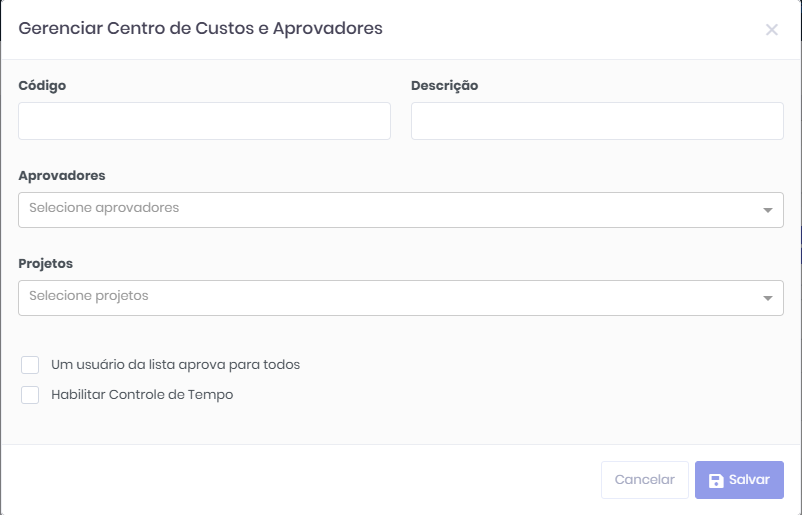 Gerenciar Centro de Custos e Aprovadores
Código
Descrição
Aprovadores
Selecione aprovadores
Projetos
Selecione projetos
Um usuário da lista aprova para todos
Habilitar Controle de Tempo
Cancelar
Salvar